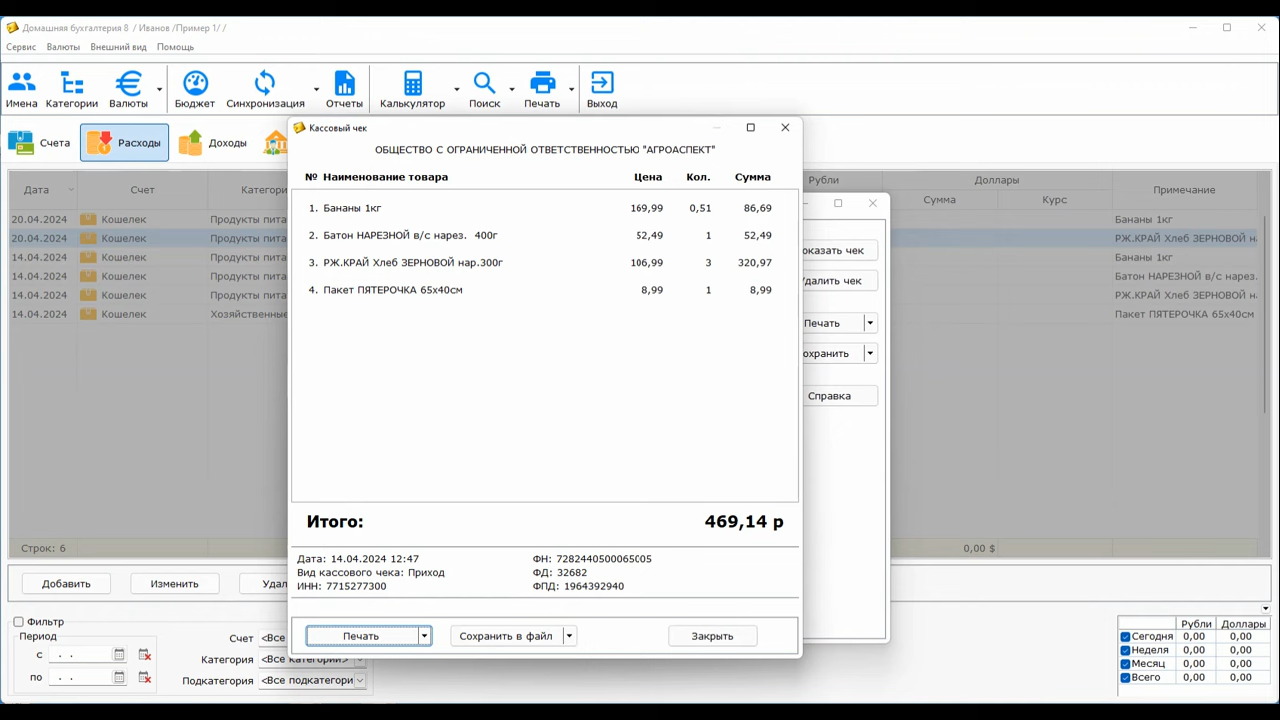 Домашняя бухгалтерия 8 / Иванов /Пример 1/ /
Сервис Валюты Внешний вид Помощь
Имена Категории Валюты Бюджет Синхронизация Отчеты Калькулятор Поиск Печать Выход
Счета Расходы Доходы
Дата Счет Категори Рубли Доллары Примечание
Сумма Курс
20.04.2024 Кошелек Продукты пита Бананы 1кг
20.04.2024 Кошелек Продукты пита РЖ.КРАЙ Хлеб ЗЕРНОВОЙ н
14.04.2024 Кошелек Продукты пита Бананы 1кг
14.04.2024 Кошелек Продукты пита Батон НАРЕЗНОЙ в/с нарез.
14.04.2024 Кошелек Продукты пита РЖ.КРАЙ Хлеб ЗЕРНОВОЙ н
14.04.2024 Кошелек Хозяйственные Пакет ПЯТЕРОЧКА 65х40см
Строк: 6 0,00 $
Кассовый чек
ОБЩЕСТВО С ОГРАНИЧЕННОЙ ОТВЕТСТВЕННОСТЬЮ "АГРОАСПЕКТ"
№ Наименование товара Цена Кол. Сумма
1. Бананы 1кг 169,99 0,51 86,69
2. Батон НАРЕЗНОЙ в/с нарез. 400г 52,49 1 52,49
3. РЖ.КРАЙ Хлеб ЗЕРНОВОЙ нар.300г 106,99 3 320,97
4. Пакет ПЯТЕРОЧКА 65х40см 8,99 1 8,99
Итого: 469,14 р
Дата: 14.04.2024 12:47 ФН: 7282440500065005
Вид кассового чека: Приход ФД: 32682
ИНН: 7715277300 ФПД: 1964392940
Печать Сохранить в файл Закрыть
оказать чек
Удалить чек
Печать
охранить
Справка
Добавить Изменить Удал
Фильтр
Период
с . .
по . .
Счет <Все
Категория <Все категории>
Подкатегория <Все подкатегори
Рубли Доллары
Сегодня 0,00 0,00
Неделя 0,00 0,00
Месяц 0,00 0,00
Всего 0,00 0,00